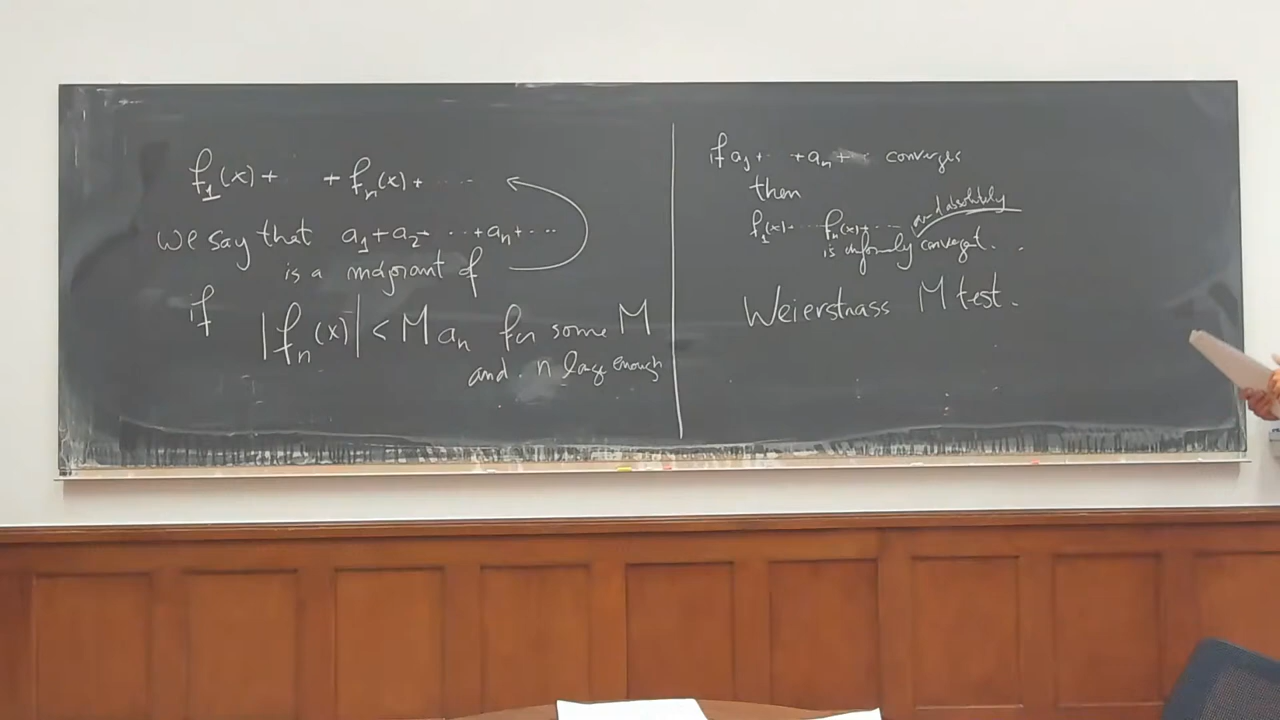 f₁(x)+ +fₙ(x)+ ....
we say that a₁+a₂+ ..+aₙ+...
is a majorant of
if |fₙ(x)| < M aₙ for some M
and n large enough
if a₁+.. +aₙ+.. converges
then
f₁(x)+ ... fₙ(x)+ ...
and absolutely
is uniformly convergent.
Weierstrass M test.